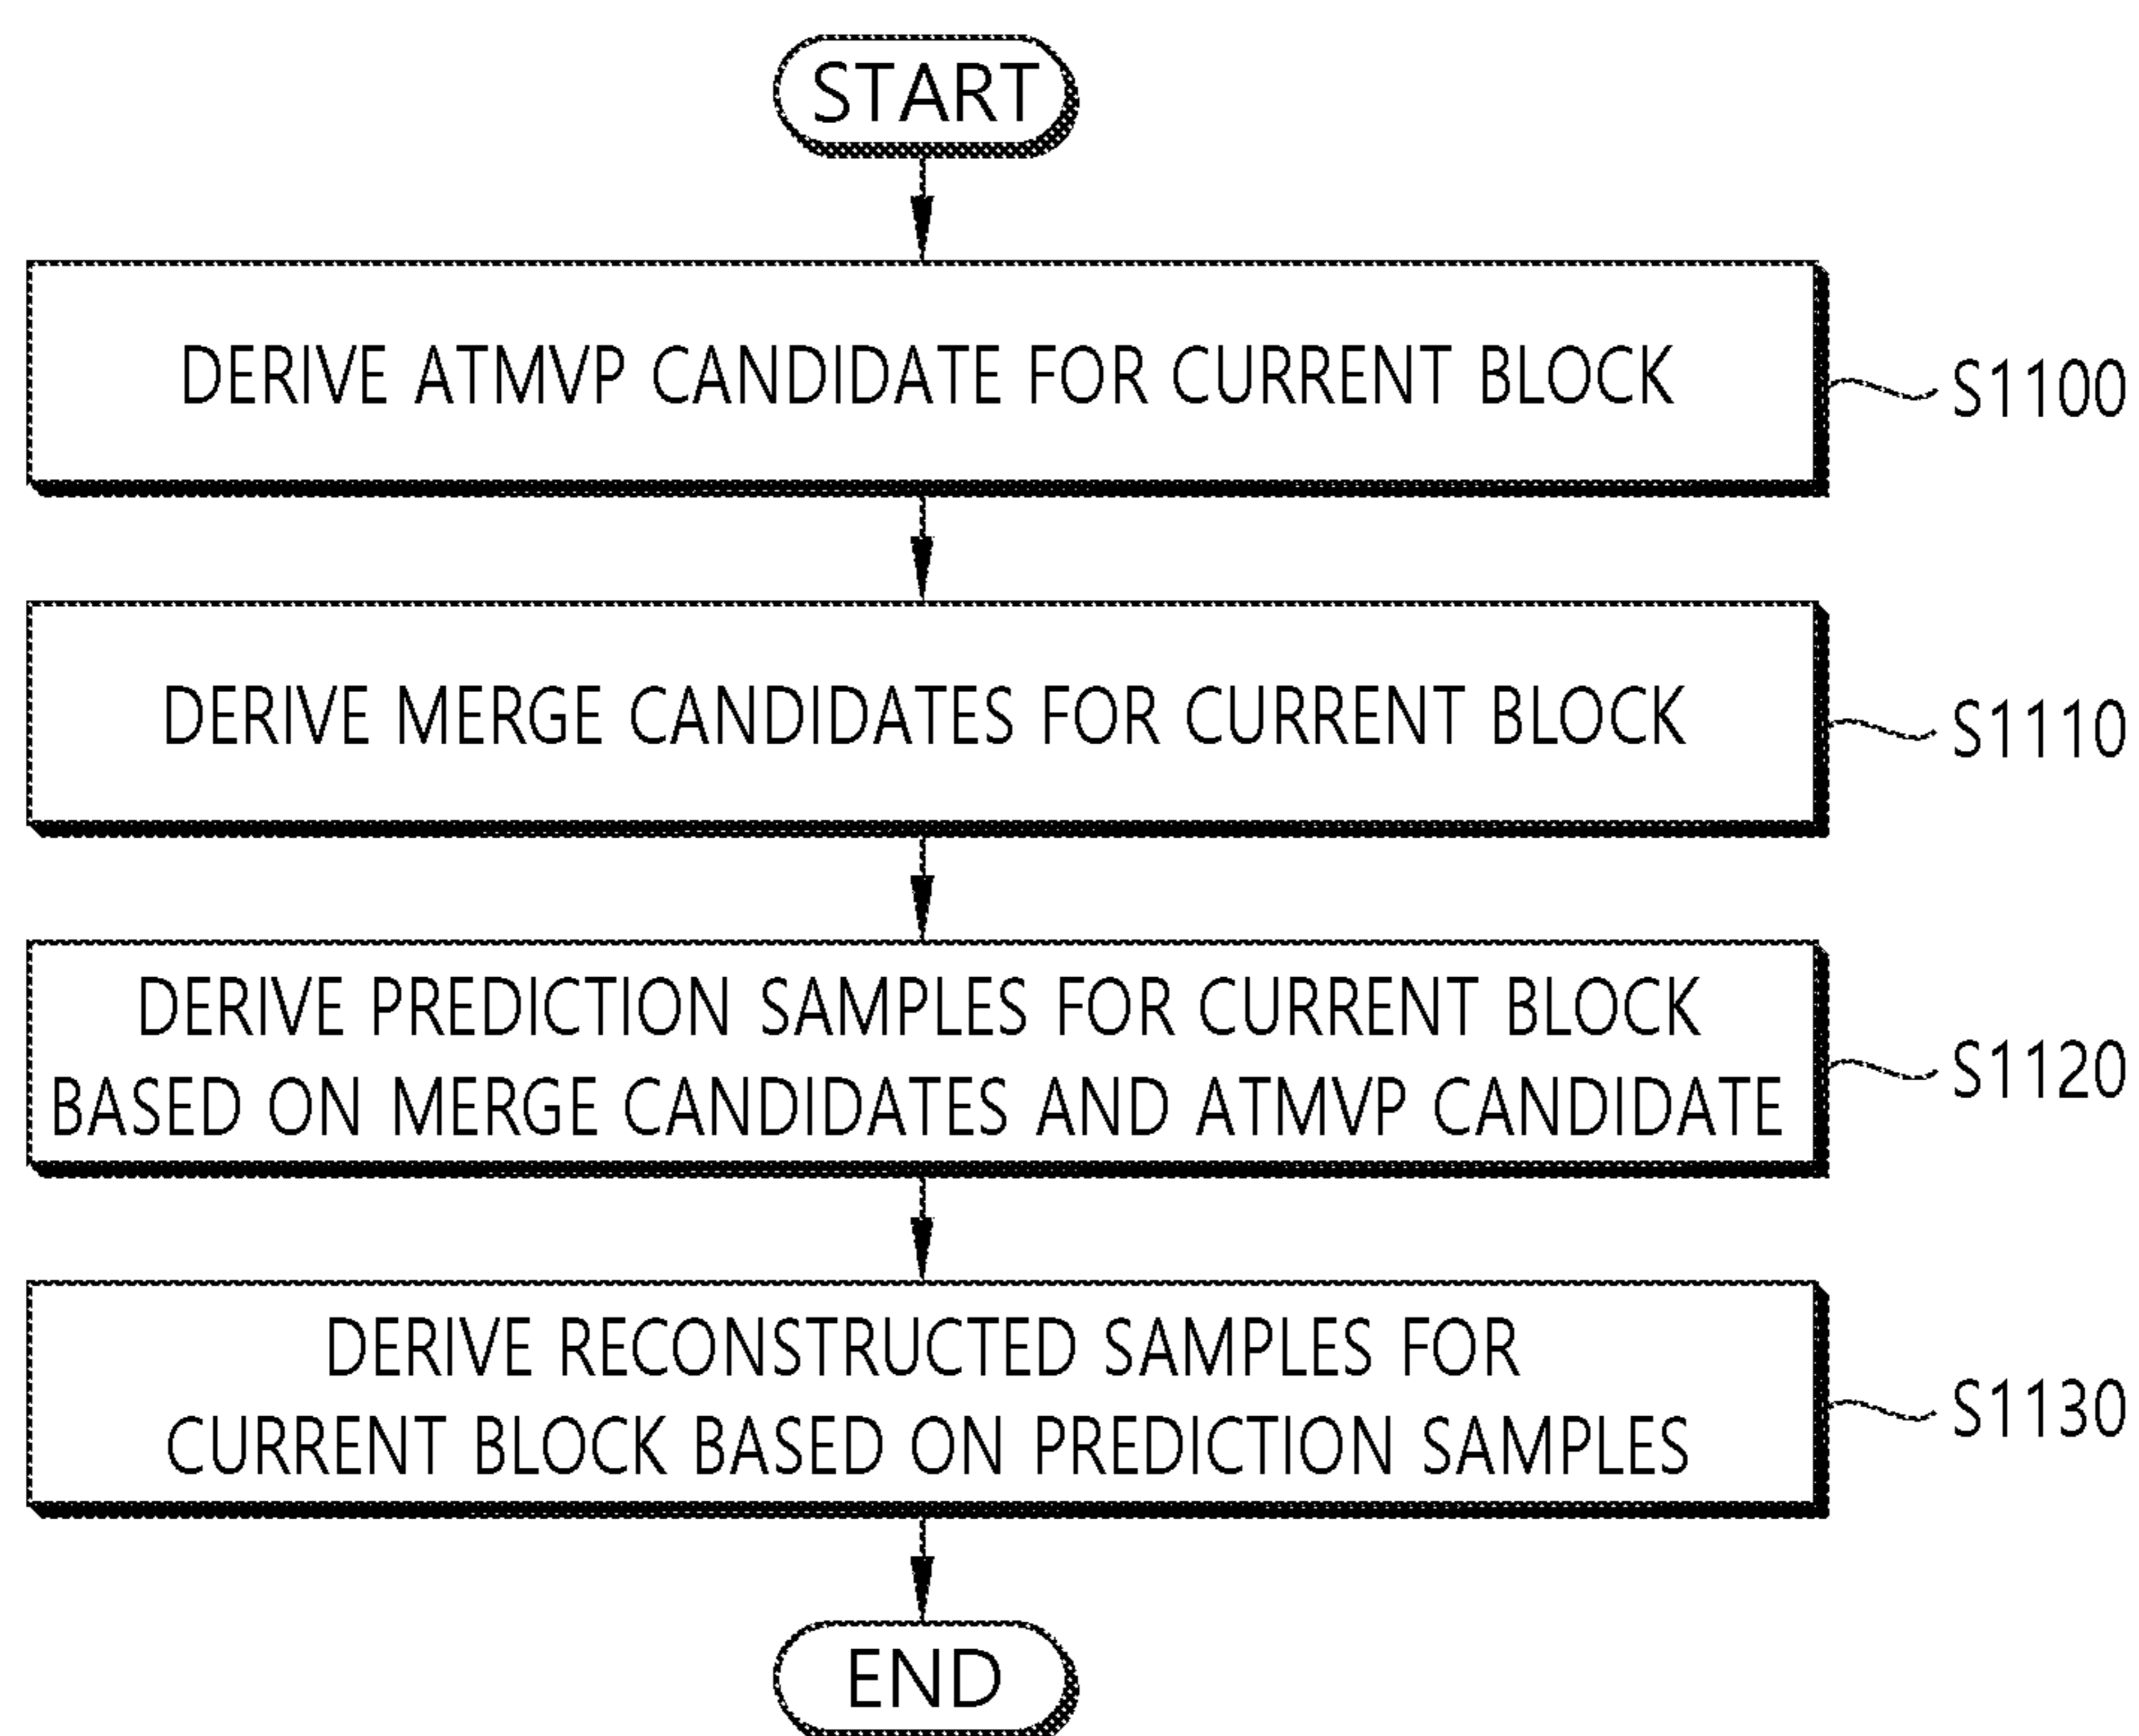 START
DERIVE ATMVP CANDIDATE FOR CURRENT BLOCK
S1100
DERIVE MERGE CANDIDATES FOR CURRENT BLOCK
S1110
DERIVE PREDICTION SAMPLES FOR CURRENT BLOCK
BASED ON MERGE CANDIDATES AND ATMVP CANDIDATE
S1120
DERIVE RECONSTRUCTED SAMPLES FOR
CURRENT BLOCK BASED ON PREDICTION SAMPLES
S1130
END